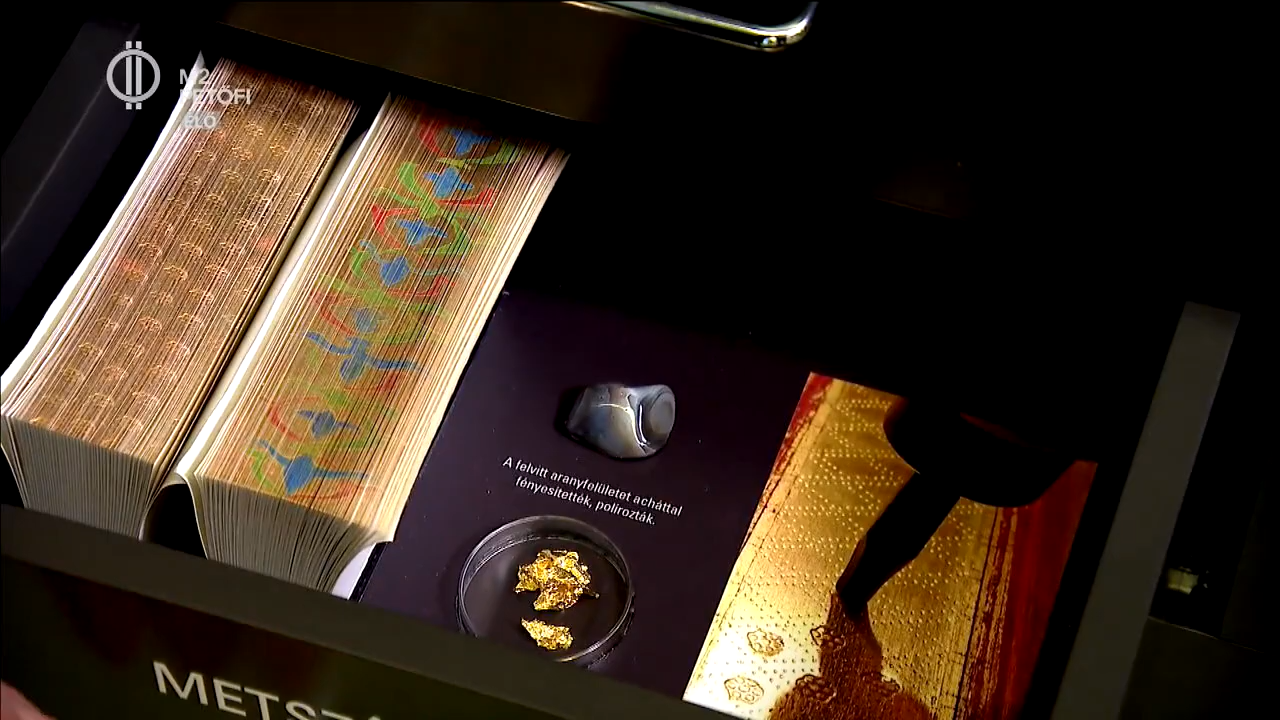 M2
PETŐFI
ÉLŐ
A felvitt aranyfelületet acháttal
fényesítették, polírozták.
METSZ